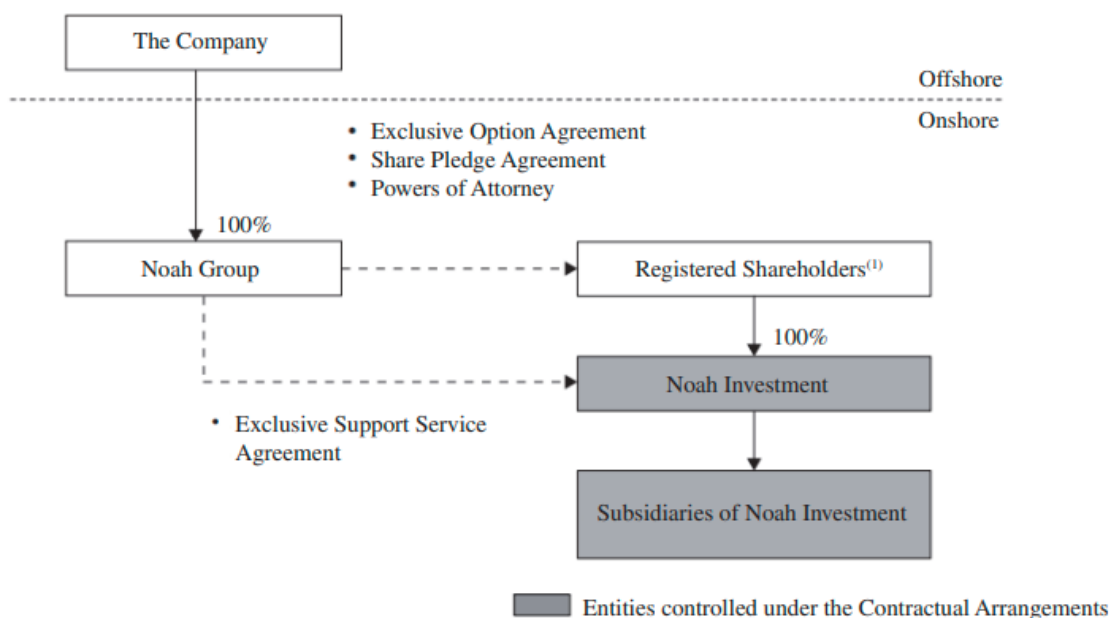 The Company
Offshore
Onshore
• Exclusive Option Agreement
• Share Pledge Agreement
• Powers of Attorney
100%
Noah Group
Registered Shareholders(1)
100%
Noah Investment
• Exclusive Support Service
Agreement
Subsidiaries of Noah Investment
Entities controlled under the Contractual Arrangements